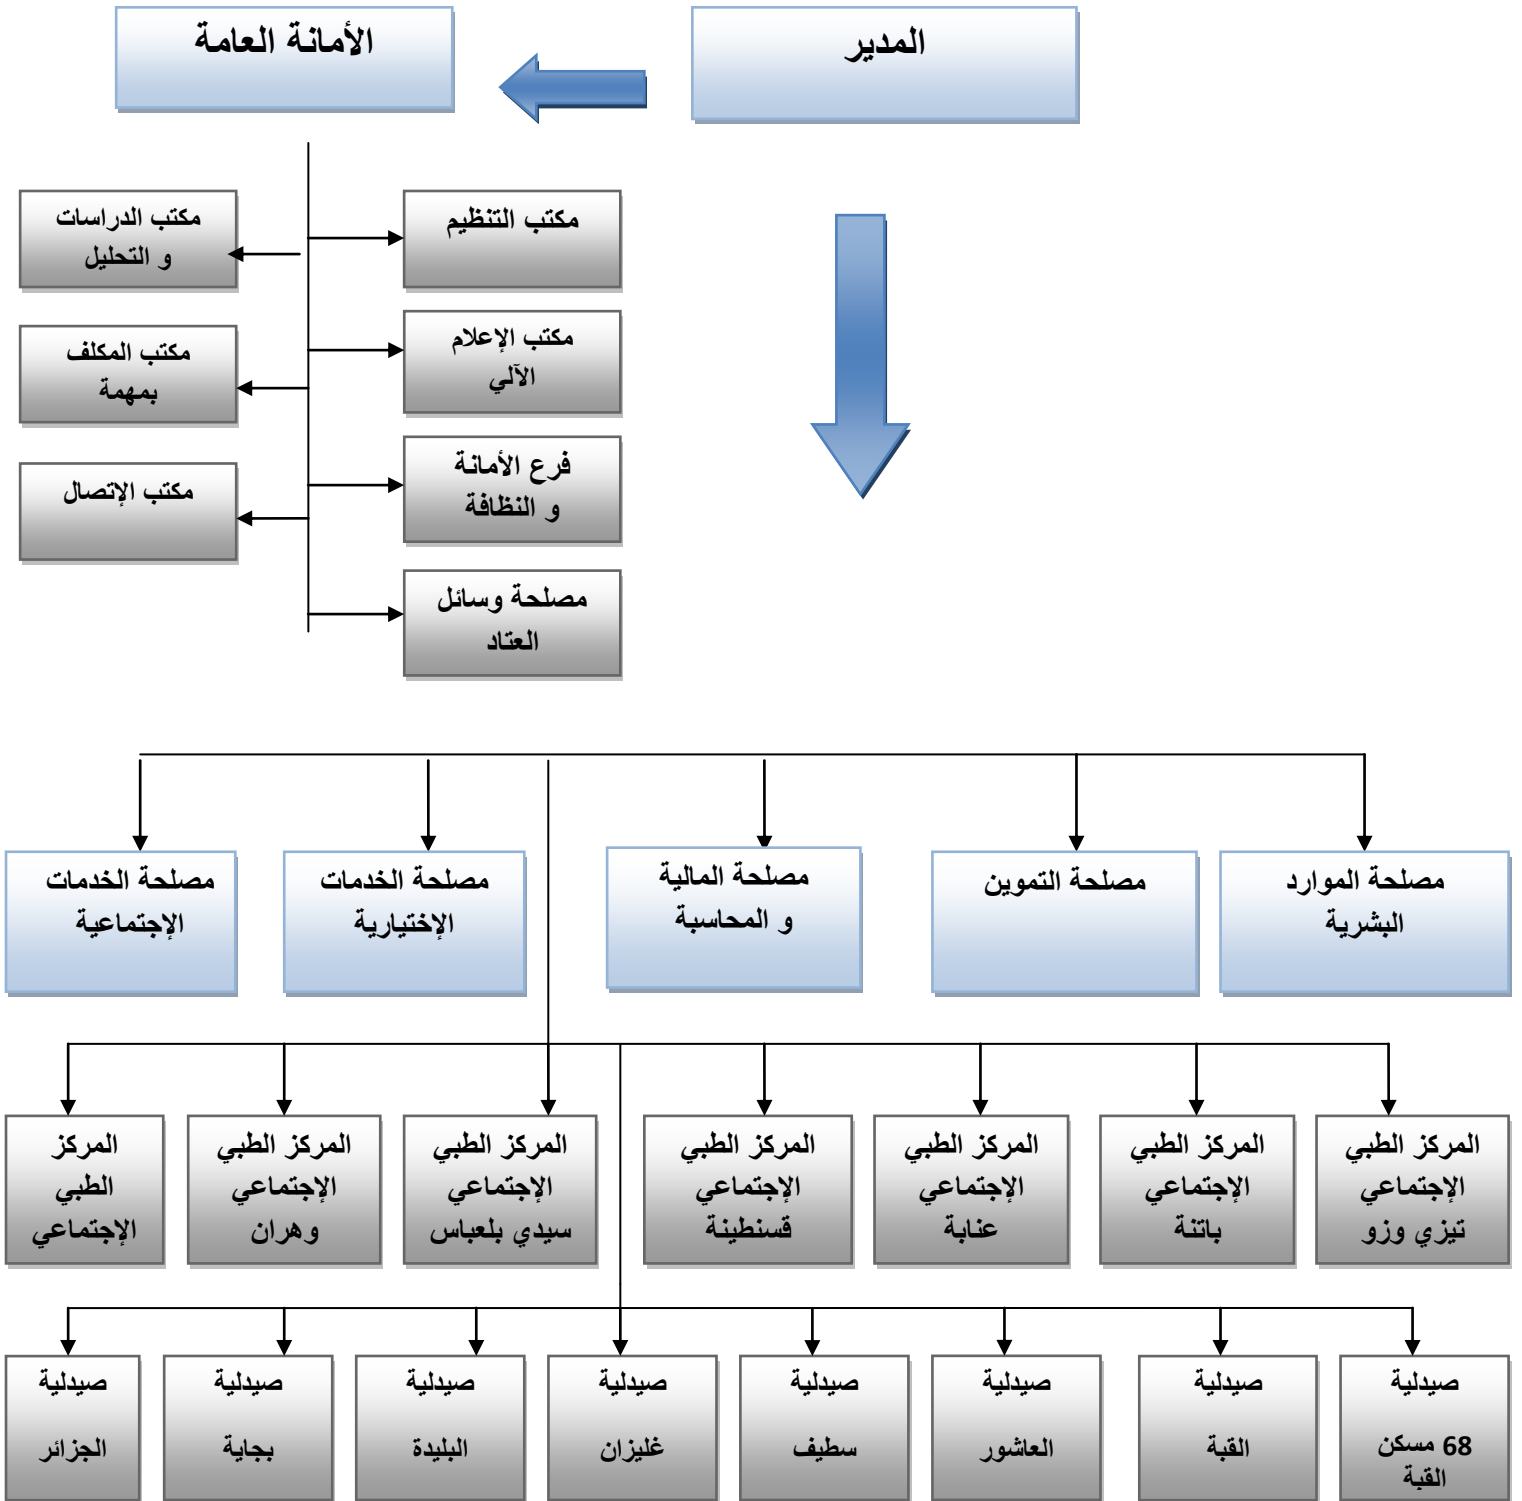 المدير
الأمانة العامة
مكتب التنظيم
مكتب الدراسات
و التحليل
مكتب الإعلام
الآلي
مكتب المكلف
بمهمة
فرع الأمانة
و النظافة
مكتب الإتصال
مصلحة وسائل
العتاد
مصلحة الموارد
البشرية
مصلحة التموين
مصلحة المالية
و المحاسبة
مصلحة الخدمات
الإختيارية
مصلحة الخدمات
الإجتماعية
المركز الطبي
الإجتماعي
تيزي وزو
المركز الطبي
الإجتماعي
باتنة
المركز الطبي
الإجتماعي
عنابة
المركز الطبي
الإجتماعي
قسنطينة
المركز الطبي
الإجتماعي
سيدي بلعباس
المركز الطبي
الإجتماعي
وهران
المركز
الطبي
الإجتماعي
صيدلية
68 مسكن
القبة
صيدلية
القبة
صيدلية
العاشور
صيدلية
سطيف
صيدلية
غليزان
صيدلية
البليدة
صيدلية
بجاية
صيدلية
الجزائر